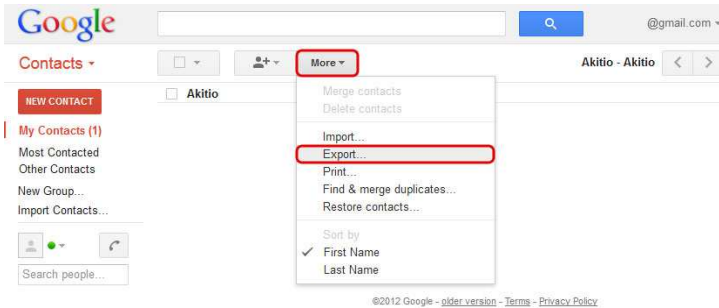 Google
@gmail.com
Contacts
More
Akitio - Akitio
NEW CONTACT
Akitio
My Contacts (1)
Most Contacted
Other Contacts
New Group...
Import Contacts...
Search people...
Merge contacts
Delete contacts
Import...
Export...
Print...
Find & merge duplicates...
Restore contacts...
Sort by
First Name
Last Name
©2012 Google - older version - Terms - Privacy Policy